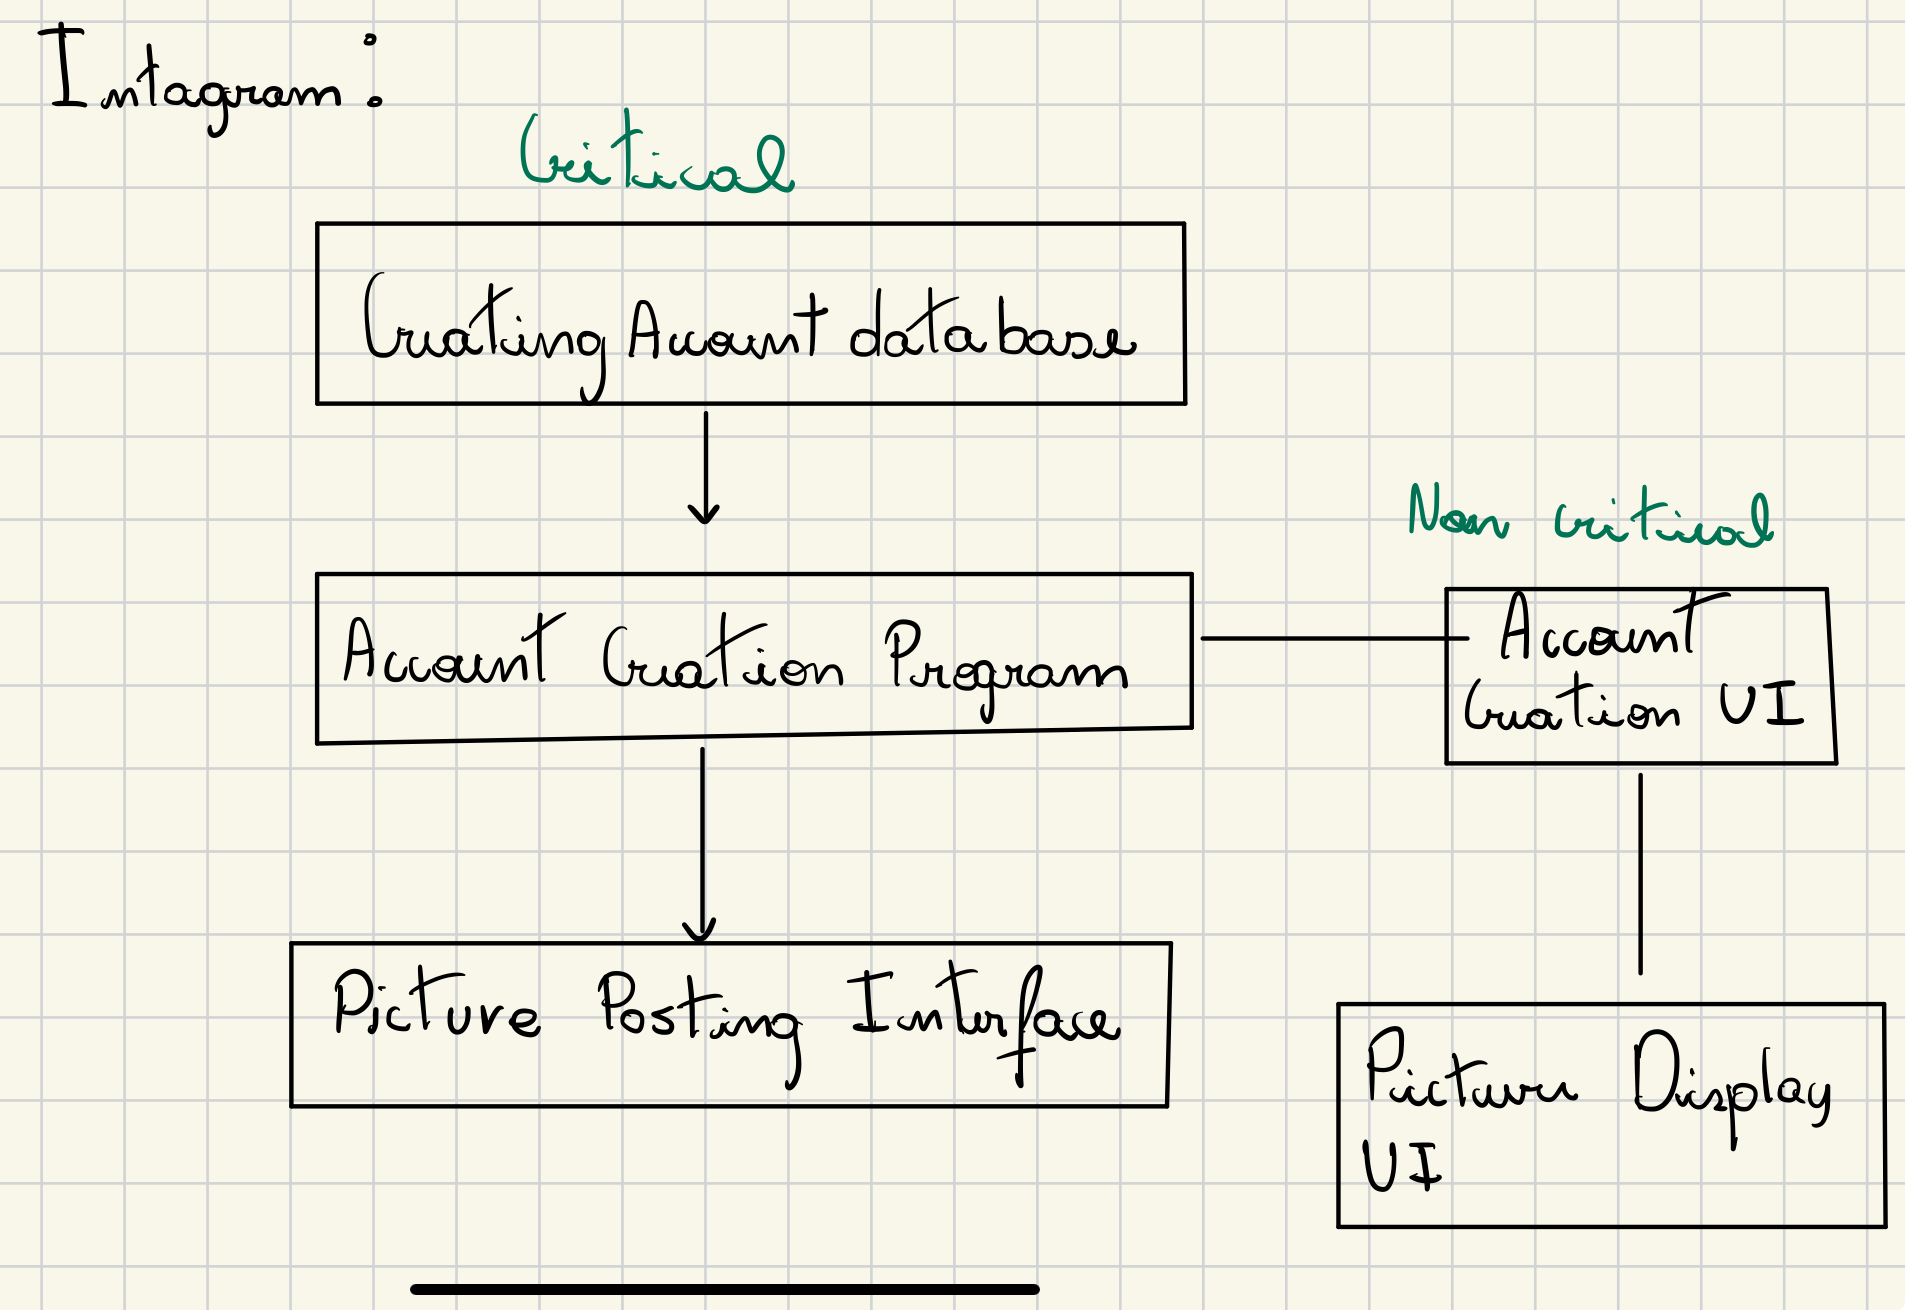 Intagram:
Critical
Creating Account database
Non critical
Account Creation Program
Account
Creation UI
Picture Posting Interface
Picture Display
UI